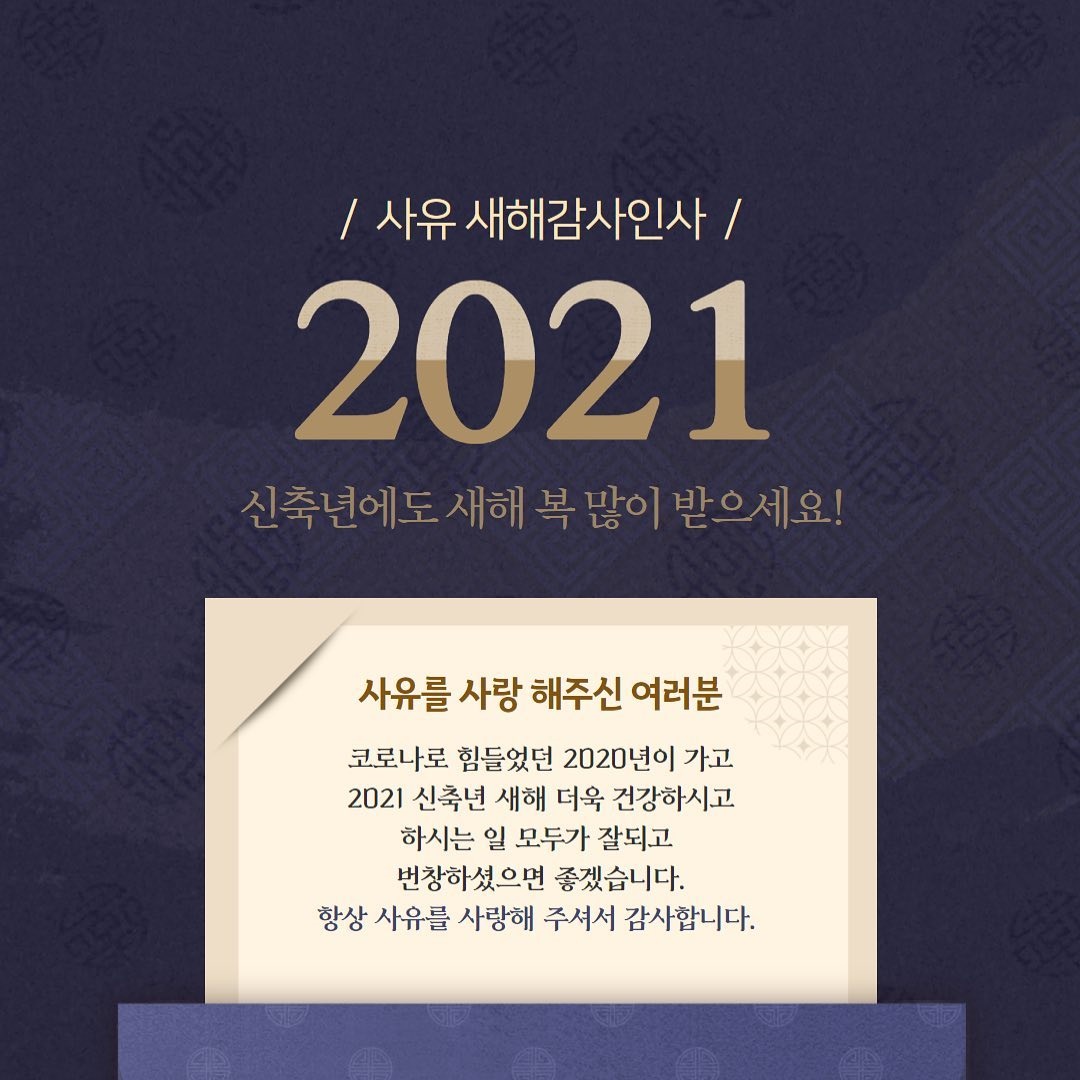 / 사유 새해감사인사 /
2021
신축년에도 새해 복 많이 받으세요!
사유를 사랑 해주신 여러분
코로나로 힘들었던 2020년이 가고
2021 신축년 새해 더욱 건강하시고
하시는 일 모두가 잘되고
번창하셨으면 좋겠습니다.
항상 사유를 사랑해 주셔서 감사합니다.